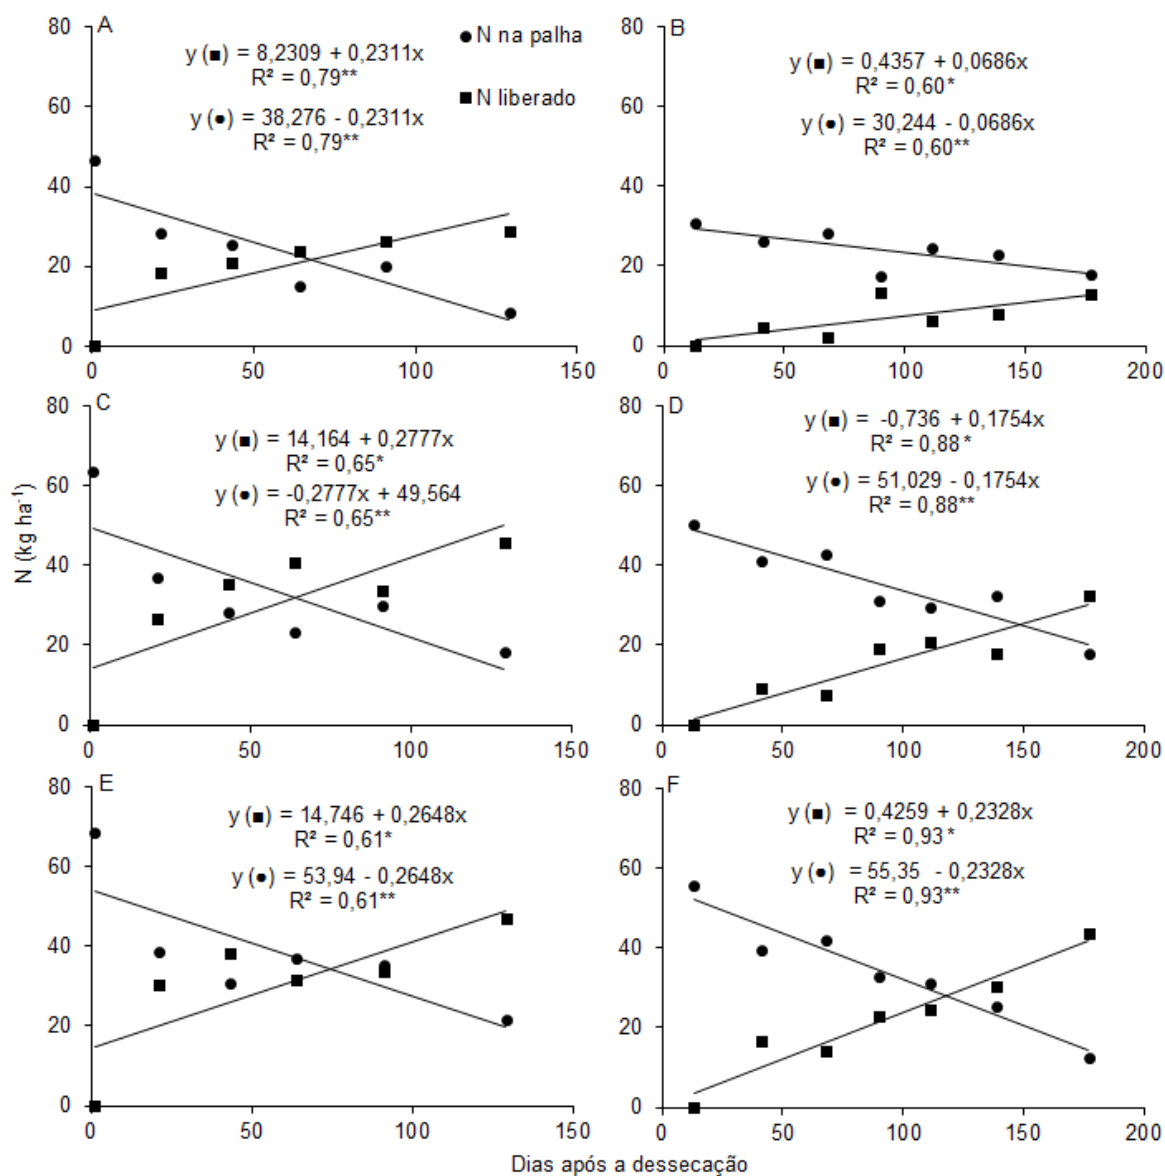 A
● N na palha
y (■) = 8,2309 + 0,2311x
R² = 0,79**
■ N liberado
y (●) = 38,276 - 0,2311x
R² = 0,79**
80
60
40
20
0
0 50 100 150
B
y (■) = 0,4357 + 0,0686x
R² = 0,60*
y (●) = 30,244 - 0,0686x
R² = 0,60**
80
60
40
20
0
0 50 100 150 200
N (kg ha⁻¹)
C
y (■) = 14,164 + 0,2777x
R² = 0,65*
y (●) = -0,2777x + 49,564
R² = 0,65**
80
60
40
20
0
0 50 100 150
D
y (■) = -0,736 + 0,1754x
R² = 0,88*
y (●) = 51,029 - 0,1754x
R² = 0,88**
80
60
40
20
0
0 50 100 150 200
E
y (■) = 14,746 + 0,2648x
R² = 0,61*
y (●) = 53,94 - 0,2648x
R² = 0,61**
80
60
40
20
0
0 50 100 150
F
y (■) = 0,4259 + 0,2328x
R² = 0,93*
y (●) = 55,35 - 0,2328x
R² = 0,93**
80
60
40
20
0
0 50 100 150 200
Dias após a dessecação